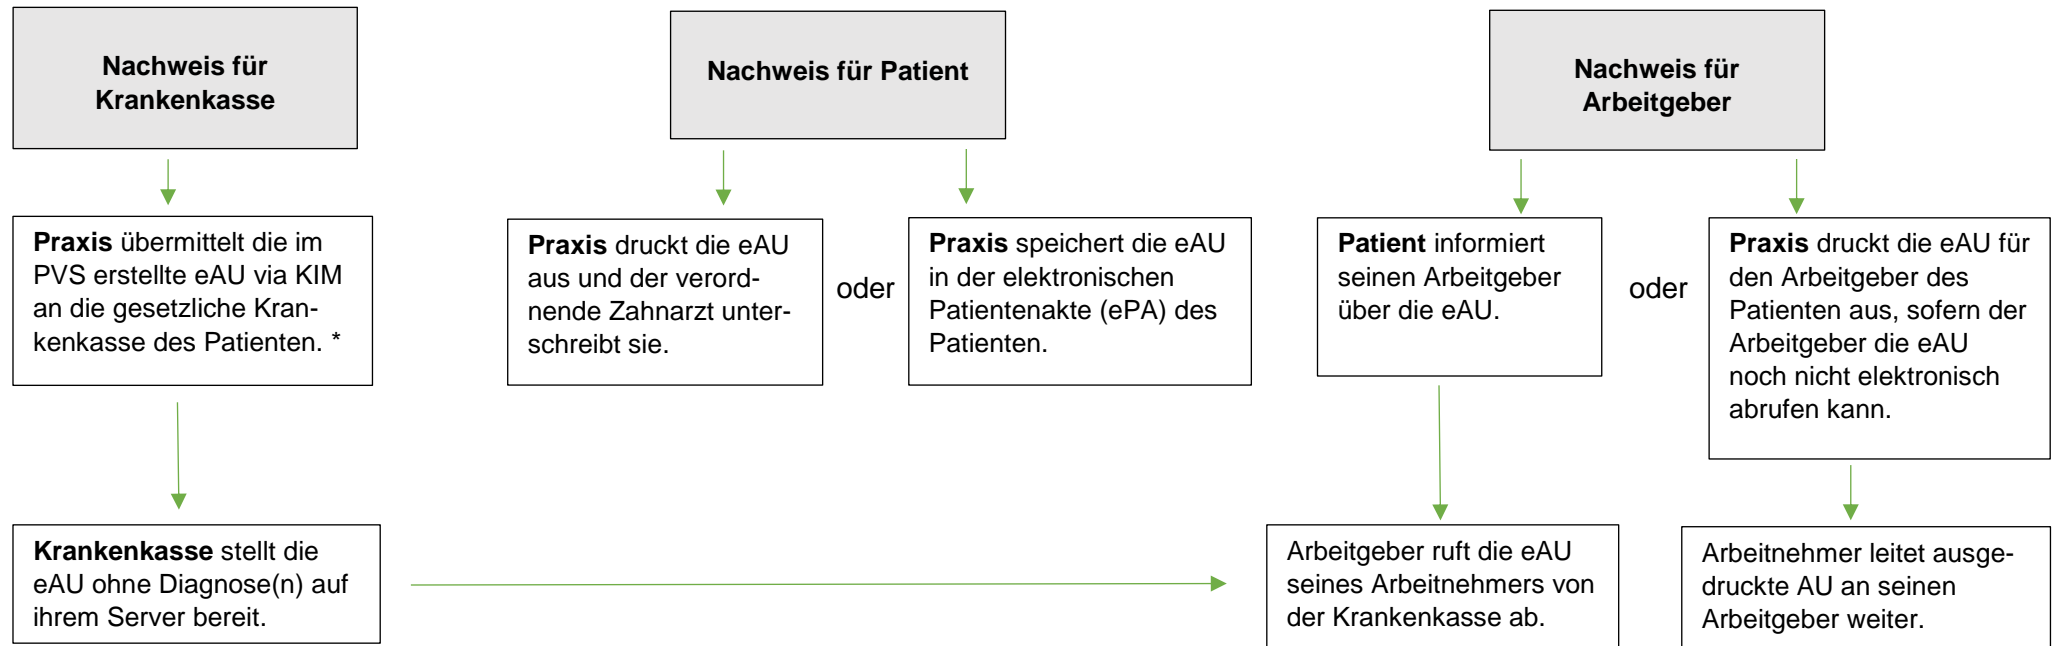 Nachweis für
Krankenkasse
Nachweis für Patient
Nachweis für
Arbeitgeber
Praxis übermittelt die im
PVS erstellte eAU via KIM
an die gesetzliche Kran-
kenkasse des Patienten. *
Praxis druckt die eAU
aus und der verord-
nende Zahnarzt unter-
schreibt sie.
oder
Praxis speichert die eAU
in der elektronischen
Patientenakte (ePA) des
Patienten.
Patient informiert
seinen Arbeitgeber
über die eAU.
oder
Praxis druckt die eAU für
den Arbeitgeber des
Patienten aus, sofern der
Arbeitgeber die eAU
noch nicht elektronisch
abrufen kann.
Krankenkasse stellt die
eAU ohne Diagnose(n) auf
ihrem Server bereit.
Arbeitgeber ruft die eAU
seines Arbeitnehmers von
der Krankenkasse ab.
Arbeitnehmer leitet ausge-
druckte AU an seinen
Arbeitgeber weiter.